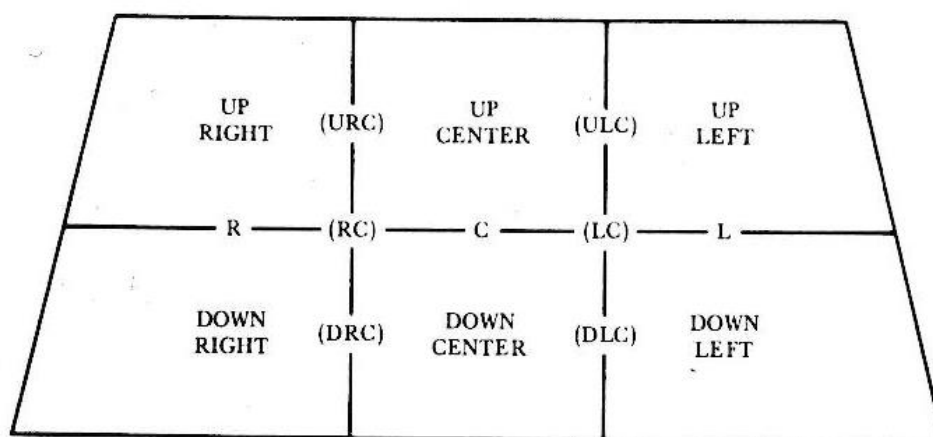 UP
RIGHT
(URC)
UP
CENTER
(ULC)
UP
LEFT
R
(RC)
C
(LC)
L
DOWN
RIGHT
(DRC)
DOWN
CENTER
(DLC)
DOWN
LEFT